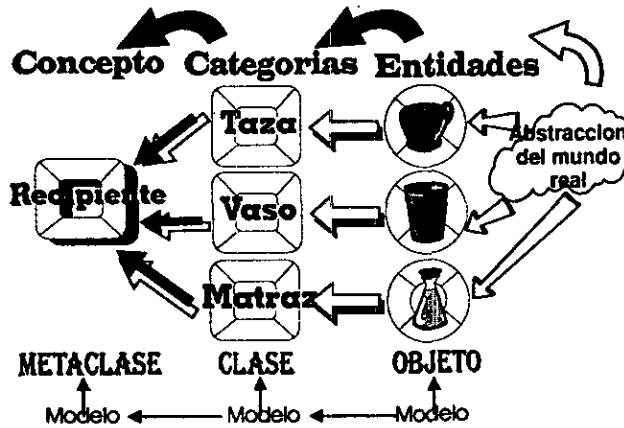 Concepto Categorias Entidades
Taza
Abstraccion
del mundo
real
Recipiente
Vaso
Matraz
METACLASE CLASE OBJETO
Modelo Modelo Modelo